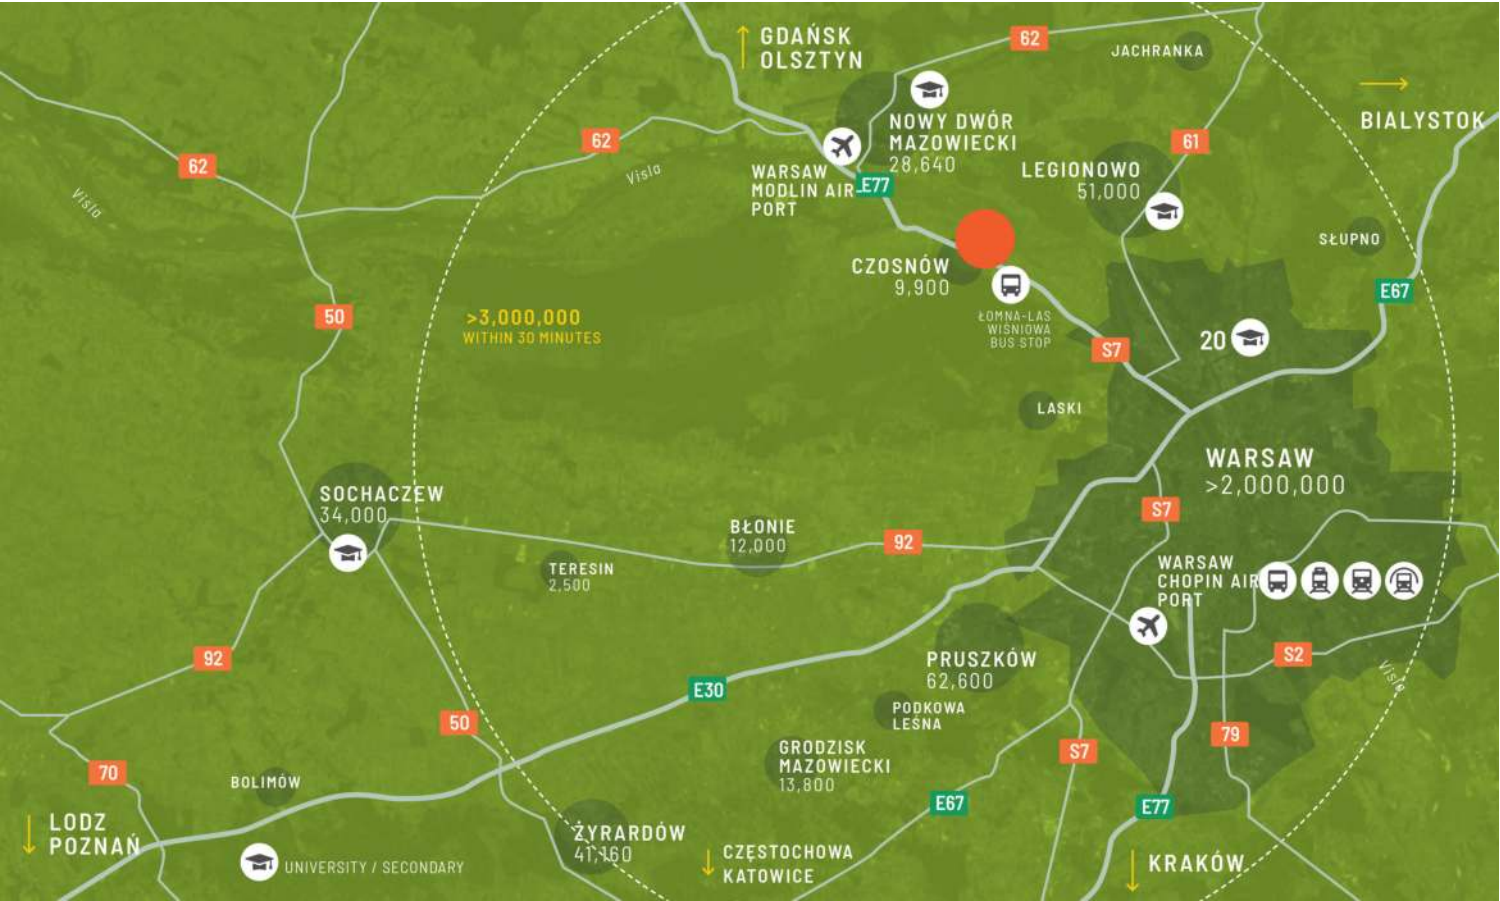 GDAŃSK
OLSZTYN
62
JACHRANKA
BIALYSTOK
62
62
61
NOWY DWÓR
MAZOWIECKI
28,640
WARSAW
MODLIN AIR
PORT
E77
LEGIONOWO
51,000
Visla
Visla
SŁUPNO
CZOSNÓW
9,900
E67
50
>3,000,000
WITHIN 30 MINUTES
ŁOMNA-LAS
WIŚNIOWA
BUS STOP
S7
20
LASKI
WARSAW
>2,000,000
SOCHACZEW
34,000
S7
BŁONIE
12,000
92
TERESIN
2,500
WARSAW
CHOPIN AIR
PORT
92
PRUSZKÓW
62,600
S2
Visla
E30
PODKOWA
LEŚNA
50
79
GRODZISK
MAZOWIECKI
13,800
S7
70
BOLIMÓW
E67
E77
LODZ
POZNAŃ
ŻYRARDÓW
41,160
CZĘSTOCHOWA
KATOWICE
KRAKÓW
UNIVERSITY / SECONDARY